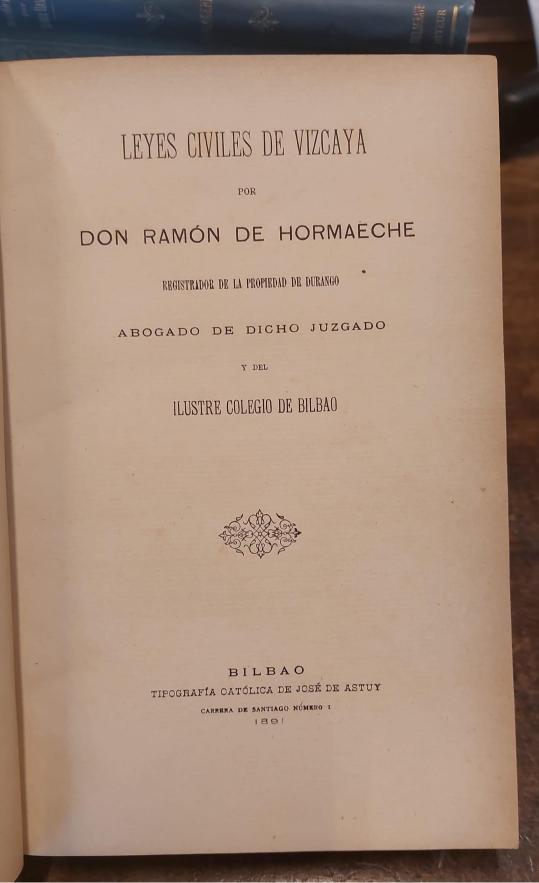 LEYES CIVILES DE VIZCAYA
POR
DON RAMÓN DE HORMAECHE
REGISTRADOR DE LA PROPIEDAD DE DURANGO
ABOGADO DE DICHO JUZGADO
Y DEL
ILUSTRE COLEGIO DE BILBAO
BILBAO
TIPOGRAFÍA CATÓLICA DE JOSÉ DE ASTUY
CARRERA DE SANTIAGO NÚMERO 1
1891